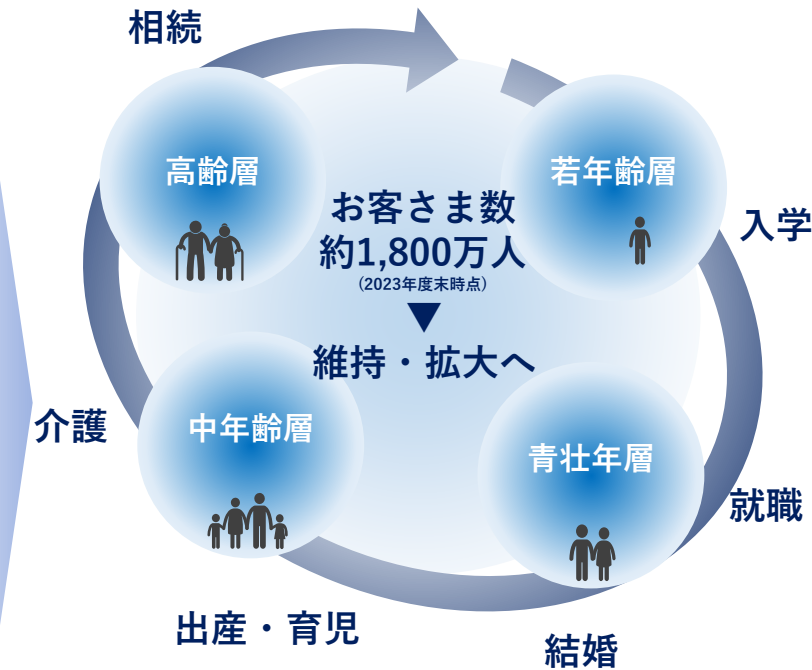 相続
高齢層
若年齢層
入学
お客さま数
約1,800万人
(2023年度末時点)
維持・拡大へ
介護
中年齢層
青壮年層
就職
出産・育児
結婚